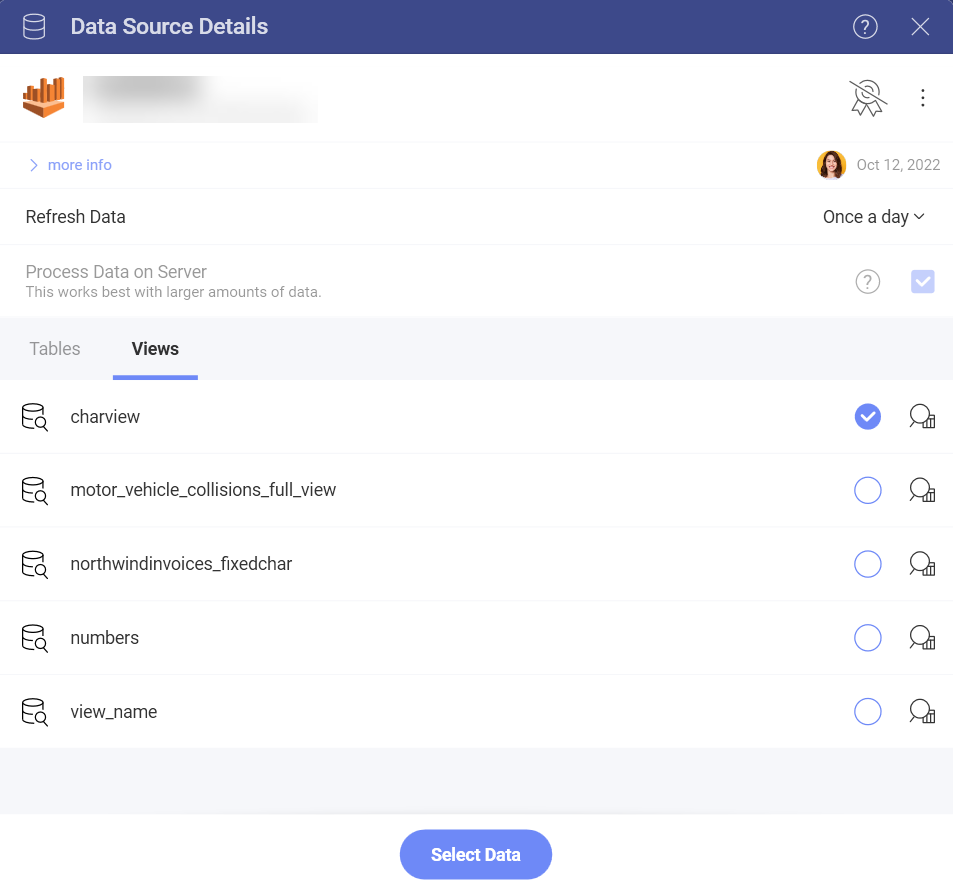 Data Source Details
more info
Oct 12, 2022
Refresh Data
Once a day
Process Data on Server
This works best with larger amounts of data.
Tables
Views
charview
motor_vehicle_collisions_full_view
northwindinvoices_fixedchar
numbers
view_name
Select Data